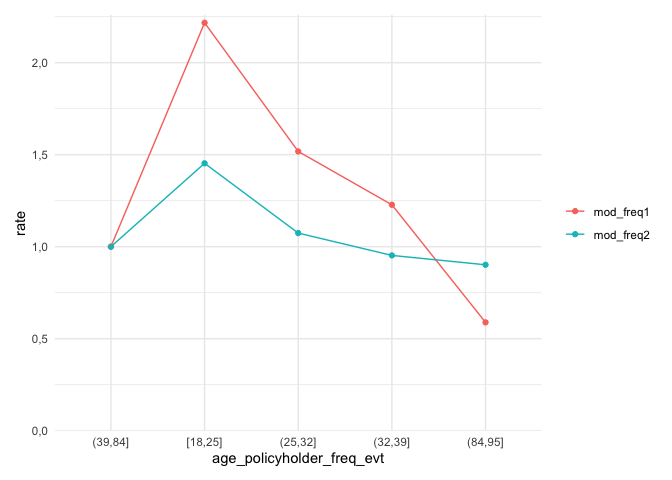 2,0
1,5
1,0
0,5
0,0
rate
(39,84]
[18,25]
(25,32]
(32,39]
(84,95]
age_policyholder_freq_evt
mod_freq1
mod_freq2